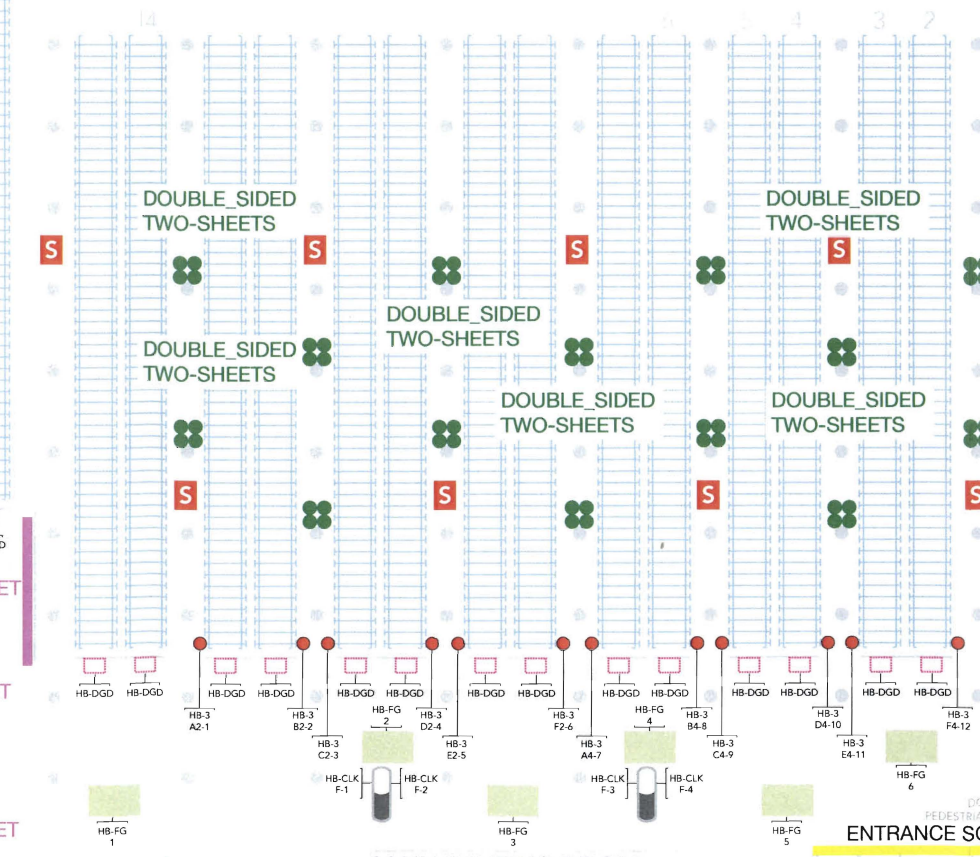 14
6
5
4
3
2
DOUBLE_SIDED
TWO-SHEETS
DOUBLE_SIDED
TWO-SHEETS
S
S
S
S
DOUBLE_SIDED
TWO-SHEETS
DOUBLE_SIDED
TWO-SHEETS
DOUBLE_SIDED
TWO-SHEETS
DOUBLE_SIDED
TWO-SHEETS
S
S
S
S
D
ET
T
HB-DGD
HB-DGD
HB-DGD
HB-DGD
HB-DGD
HB-DGD
HB-DGD
HB-DGD
HB-DGD
HB-DGD
HB-DGD
HB-DGD
HB-DGD
HB-DGD
HB-3
A2-1
HB-3
B2-2
HB-FG
2
HB-3
D2-4
HB-3
F2-6
HB-FG
4
HB-3
B4-8
HB-3
D4-10
HB-3
F4-12
HB-3
C2-3
HB-3
E2-5
HB-3
A4-7
HB-3
C4-9
HB-3
E4-11
HB-CLK
F-1
HB-CLK
F-2
HB-CLK
F-3
HB-CLK
F-4
HB-FG
6
ET
HB-FG
1
HB-FG
3
HB-FG
5
PEDESTRIA
ENTRANCE SC